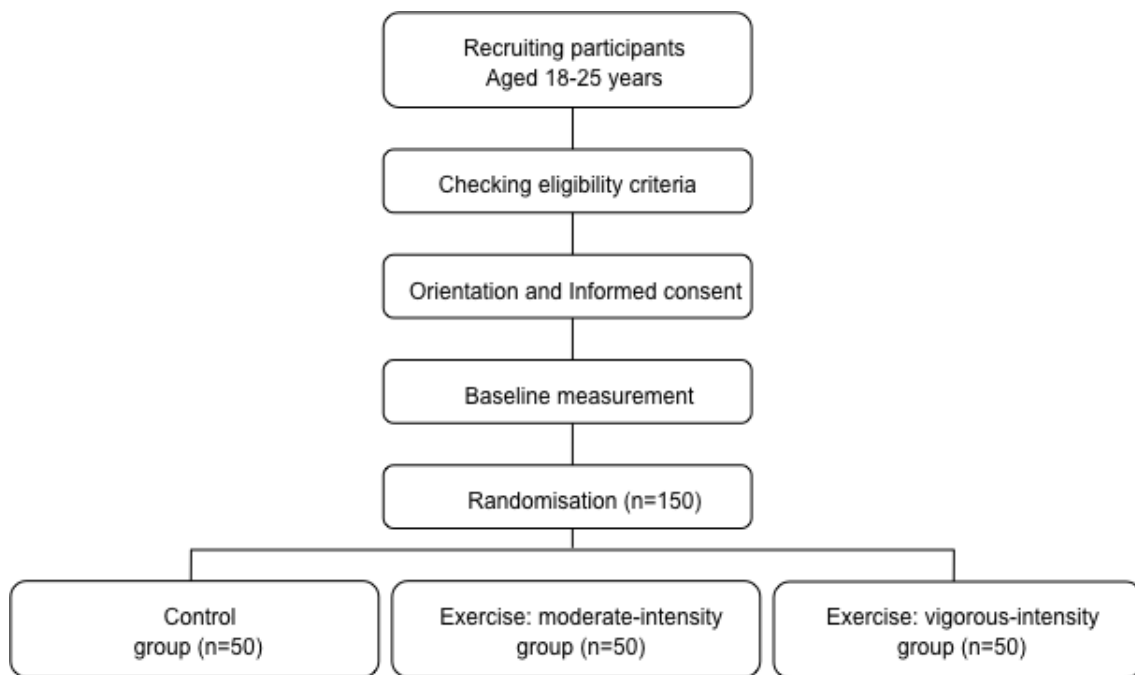 Recruiting participants
Aged 18-25 years
Checking eligibility criteria
Orientation and Informed consent
Baseline measurement
Randomisation (n=150)
Control
group (n=50)
Exercise: moderate-intensity
group (n=50)
Exercise: vigorous-intensity
group (n=50)